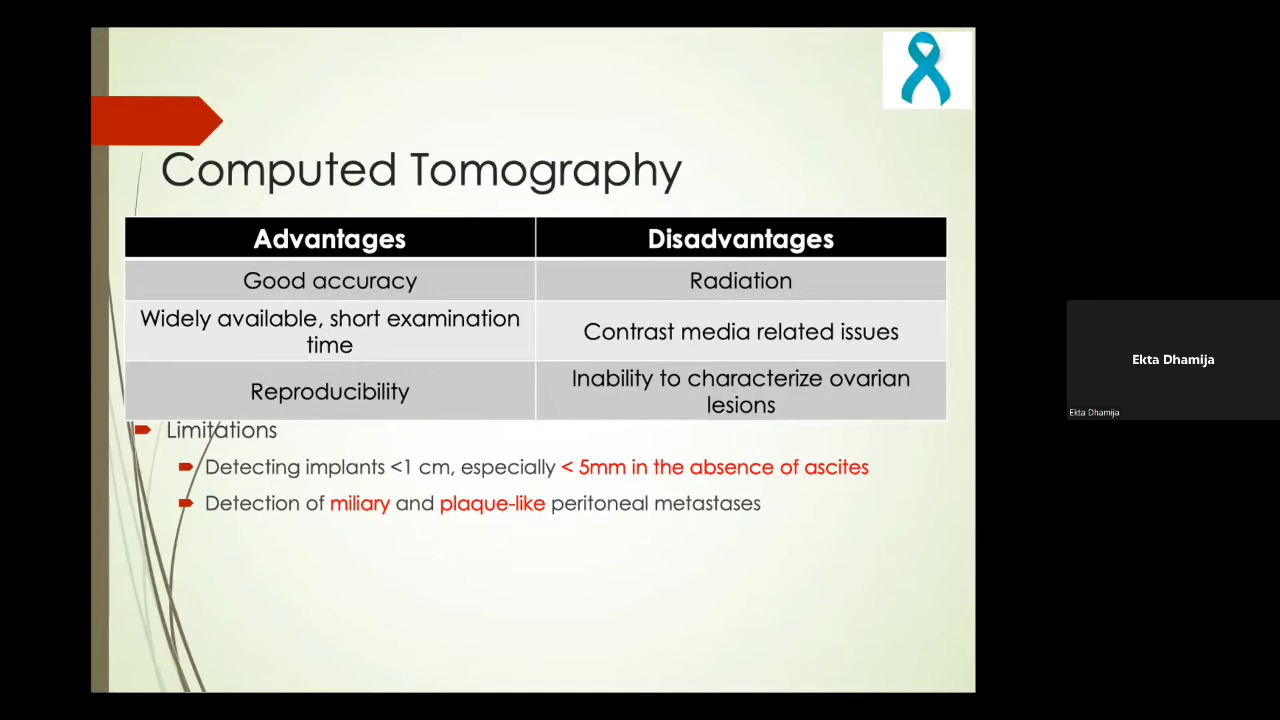 Computed Tomography
Advantages
Disadvantages
Good accuracy
Radiation
Widely available, short examination
time
Contrast media related issues
Reproducibility
Inability to characterize ovarian
lesions
Limitations
Detecting implants <1 cm, especially < 5mm in the absence of ascites
Detection of miliary and plaque-like peritoneal metastases
Ekta Dhamija
Ekta Dhamija